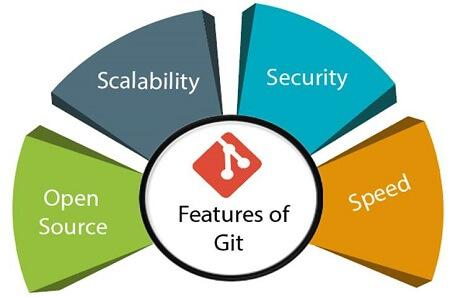 Scalability
Security
Open
Source
Speed
Features of
Git